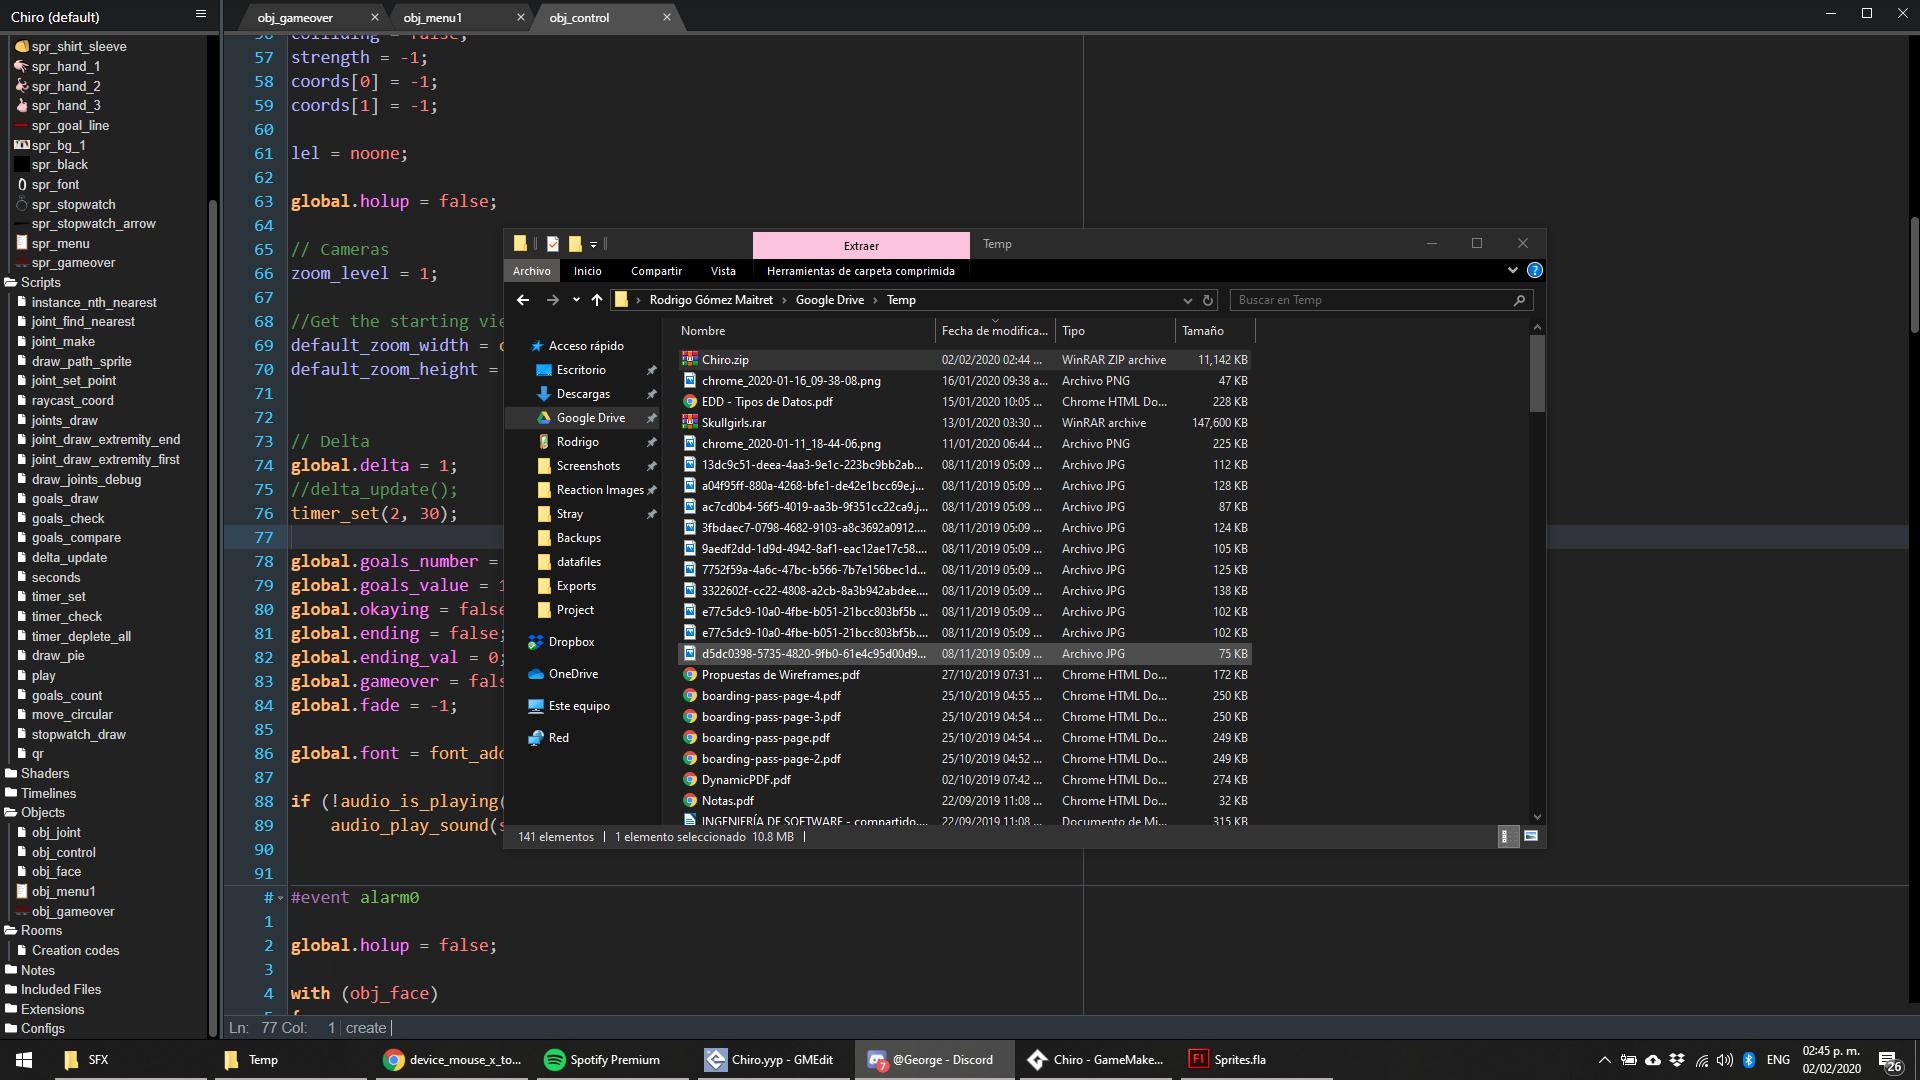 Chiro (default)
obj_gameover
obj_menu1
obj_control
spr_shirt_sleeve
spr_hand_1
spr_hand_2
spr_hand_3
spr_goal_line
spr_bg_1
spr_black
spr_font
spr_stopwatch
spr_stopwatch_arrow
spr_menu
spr_gameover
Scripts
instance_nth_nearest
joint_find_nearest
joint_make
draw_path_sprite
joint_set_point
raycast_coord
joints_draw
joint_draw_extremity_end
joint_draw_extremity_first
draw_joints_debug
goals_draw
goals_check
goals_compare
delta_update
seconds
timer_set
timer_check
timer_deplete_all
draw_pie
play
goals_count
move_circular
stopwatch_draw
qr
Shaders
Timelines
Objects
obj_joint
obj_control
obj_face
obj_menu1
obj_gameover
Rooms
Creation codes
Notes
Included Files
Extensions
Configs
56 colliding = false;
57 strength = -1;
58 coords[0] = -1;
59 coords[1] = -1;
60
61 lel = noone;
62
63 global.holup = false;
64
65 // Cameras
66 zoom_level = 1;
67
68 //Get the starting vie
69 default_zoom_width =
70 default_zoom_height =
71
72
73 // Delta
74 global.delta = 1;
75 //delta_update();
76 timer_set(2, 30);
77
78 global.goals_number =
79 global.goals_value = 1
80 global.okaying = false
81 global.ending = false;
82 global.ending_val = 0;
83 global.gameover = fals
84 global.fade = -1;
85
86 global.font = font_add
87
88 if (!audio_is_playing(
89 audio_play_sound(s
90
91
# #event alarm0
1
2 global.holup = false;
3
4 with (obj_face)
5 {
Ln: 77 Col: 1 create
Extraer
Temp
Archivo Inicio Compartir Vista Herramientas de carpeta comprimida
Rodrigo Gómez Maitret > Google Drive > Temp
Buscar en Temp
Acceso rápido
Escritorio
Descargas
Google Drive
Rodrigo
Screenshots
Reaction Images
Stray
Backups
datafiles
Exports
Project
Dropbox
OneDrive
Este equipo
Red
Nombre Fecha de modifica... Tipo Tamaño
Chiro.zip 02/02/2020 02:44 ... WinRAR ZIP archive 11,142 KB
chrome_2020-01-16_09-38-08.png 16/01/2020 09:38 a... Archivo PNG 47 KB
EDD - Tipos de Datos.pdf 15/01/2020 10:05 ... Chrome HTML Do... 228 KB
Skullgirls.rar 13/01/2020 03:30 ... WinRAR archive 147,600 KB
chrome_2020-01-11_18-44-06.png 11/01/2020 06:44 ... Archivo PNG 225 KB
13dc9c51-deea-4aa3-9e1c-223bc9bb2ab... 08/11/2019 05:09 ... Archivo JPG 112 KB
a04f95ff-880a-4268-bfe1-de42e1bcc69e.j... 08/11/2019 05:09 ... Archivo JPG 128 KB
ac7cd0b4-56f5-4019-aa3b-9f351cc22ca9.j... 08/11/2019 05:09 ... Archivo JPG 87 KB
3fbdaec7-0798-4682-9103-a8c3692a0912.... 08/11/2019 05:09 ... Archivo JPG 124 KB
9aedf2dd-1d9d-4942-8af1-eac12ae17c58.... 08/11/2019 05:09 ... Archivo JPG 105 KB
7752f59a-4a6c-47bc-b566-7b7e156bec1d... 08/11/2019 05:09 ... Archivo JPG 125 KB
3322602f-cc22-4808-a2cb-8a3b942abdee.... 08/11/2019 05:09 ... Archivo JPG 138 KB
e77c5dc9-10a0-4fbe-b051-21bcc803bf5b ... 08/11/2019 05:09 ... Archivo JPG 102 KB
e77c5dc9-10a0-4fbe-b051-21bcc803bf5b.... 08/11/2019 05:09 ... Archivo JPG 102 KB
d5dc0398-5735-4820-9fb0-61e4c95d00d9... 08/11/2019 05:09 ... Archivo JPG 75 KB
Propuestas de Wireframes.pdf 27/10/2019 07:31 ... Chrome HTML Do... 172 KB
boarding-pass-page-4.pdf 25/10/2019 04:55 ... Chrome HTML Do... 250 KB
boarding-pass-page-3.pdf 25/10/2019 04:54 ... Chrome HTML Do... 250 KB
boarding-pass-page.pdf 25/10/2019 04:54 ... Chrome HTML Do... 249 KB
boarding-pass-page-2.pdf 25/10/2019 04:52 ... Chrome HTML Do... 249 KB
DynamicPDF.pdf 02/10/2019 07:42 ... Chrome HTML Do... 274 KB
Notas.pdf 22/09/2019 11:08 ... Chrome HTML Do... 32 KB
INGENIERÍA DE SOFTWARE - compartido.... 22/09/2019 11:08 ... Documento de Mi... 315 KB
141 elementos 1 elemento seleccionado 10.8 MB
SFX
Temp
device_mouse_x_to...
Spotify Premium
Chiro.yyp - GMEdit
7
@George - Discord
Chiro - GameMake...
Fl
Sprites.fla
ENG
02:45 p. m.
02/02/2020
26